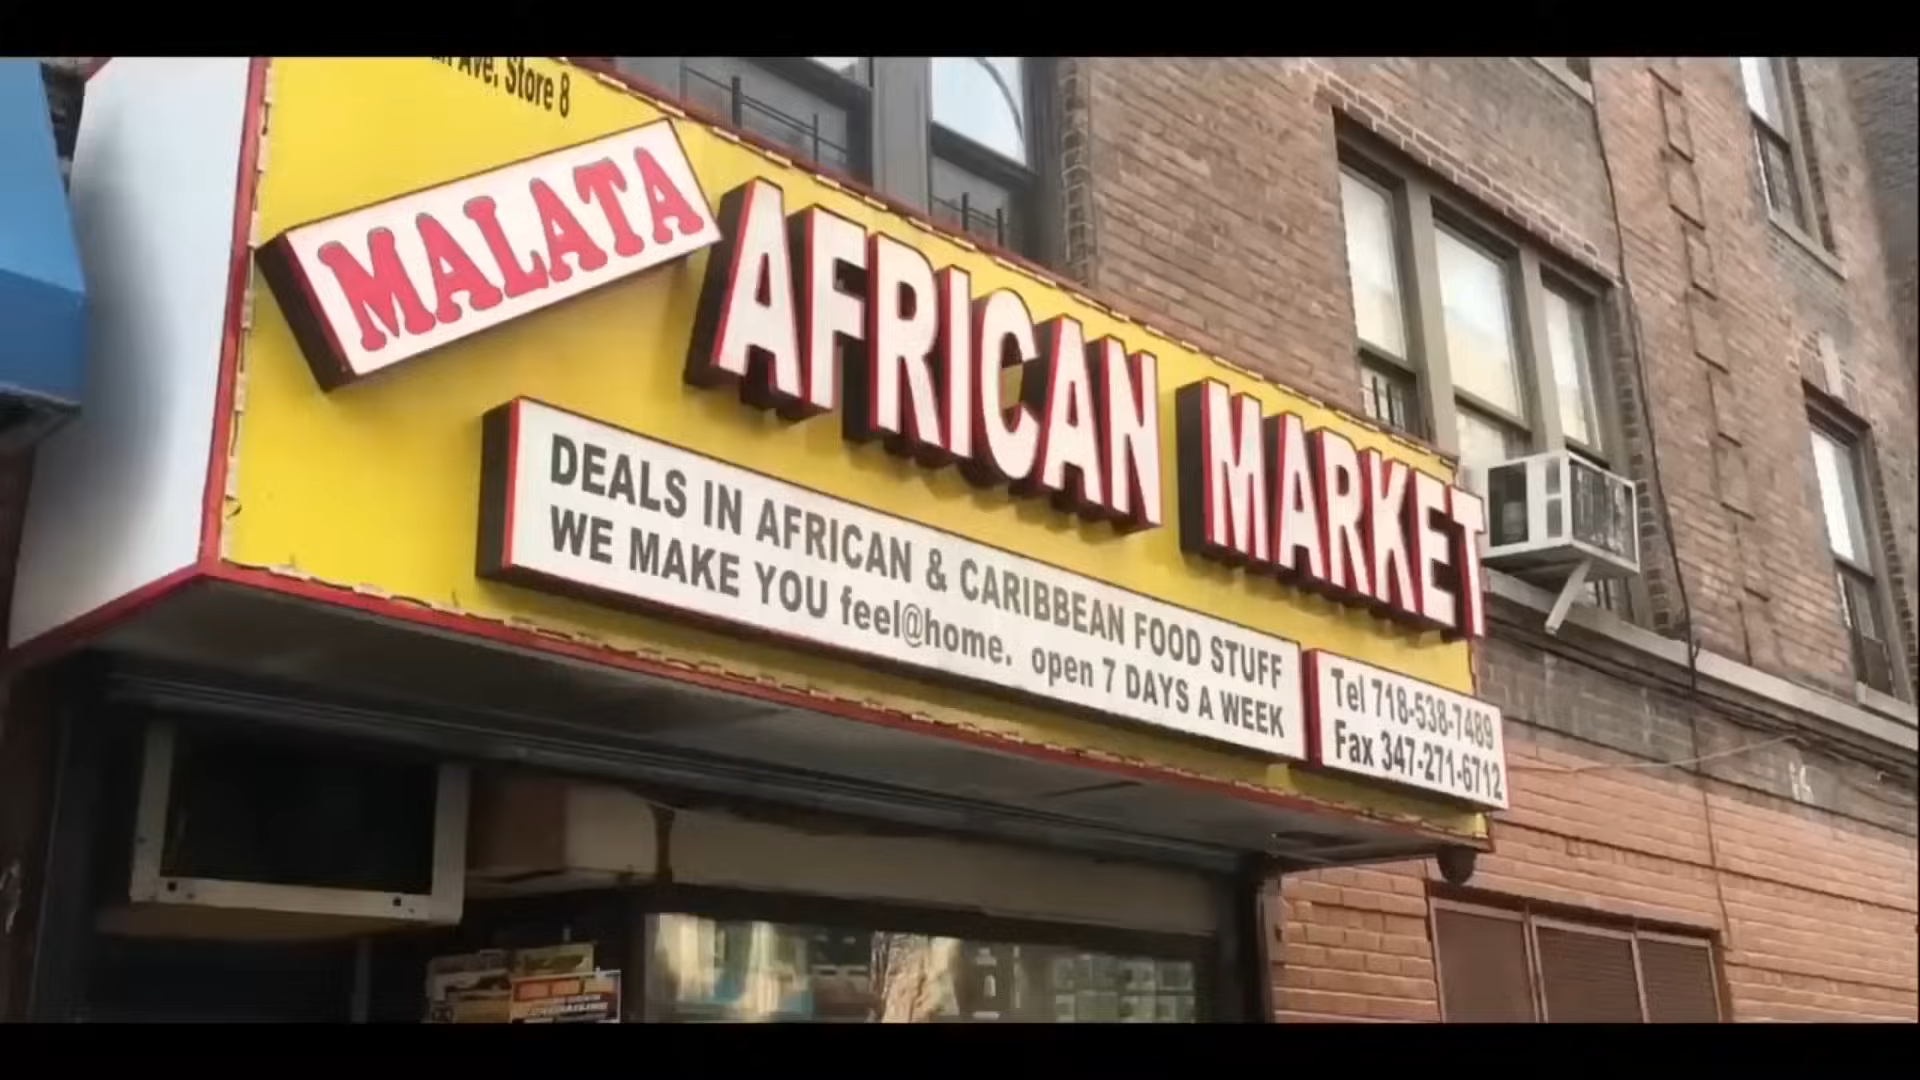 Ave. Store 8
MALATA
AFRICAN MARKET
DEALS IN AFRICAN & CARIBBEAN FOOD STUFF
WE MAKE YOU feel@home. open 7 DAYS A WEEK
Tel 718-538-7489
Fax 347-271-6712